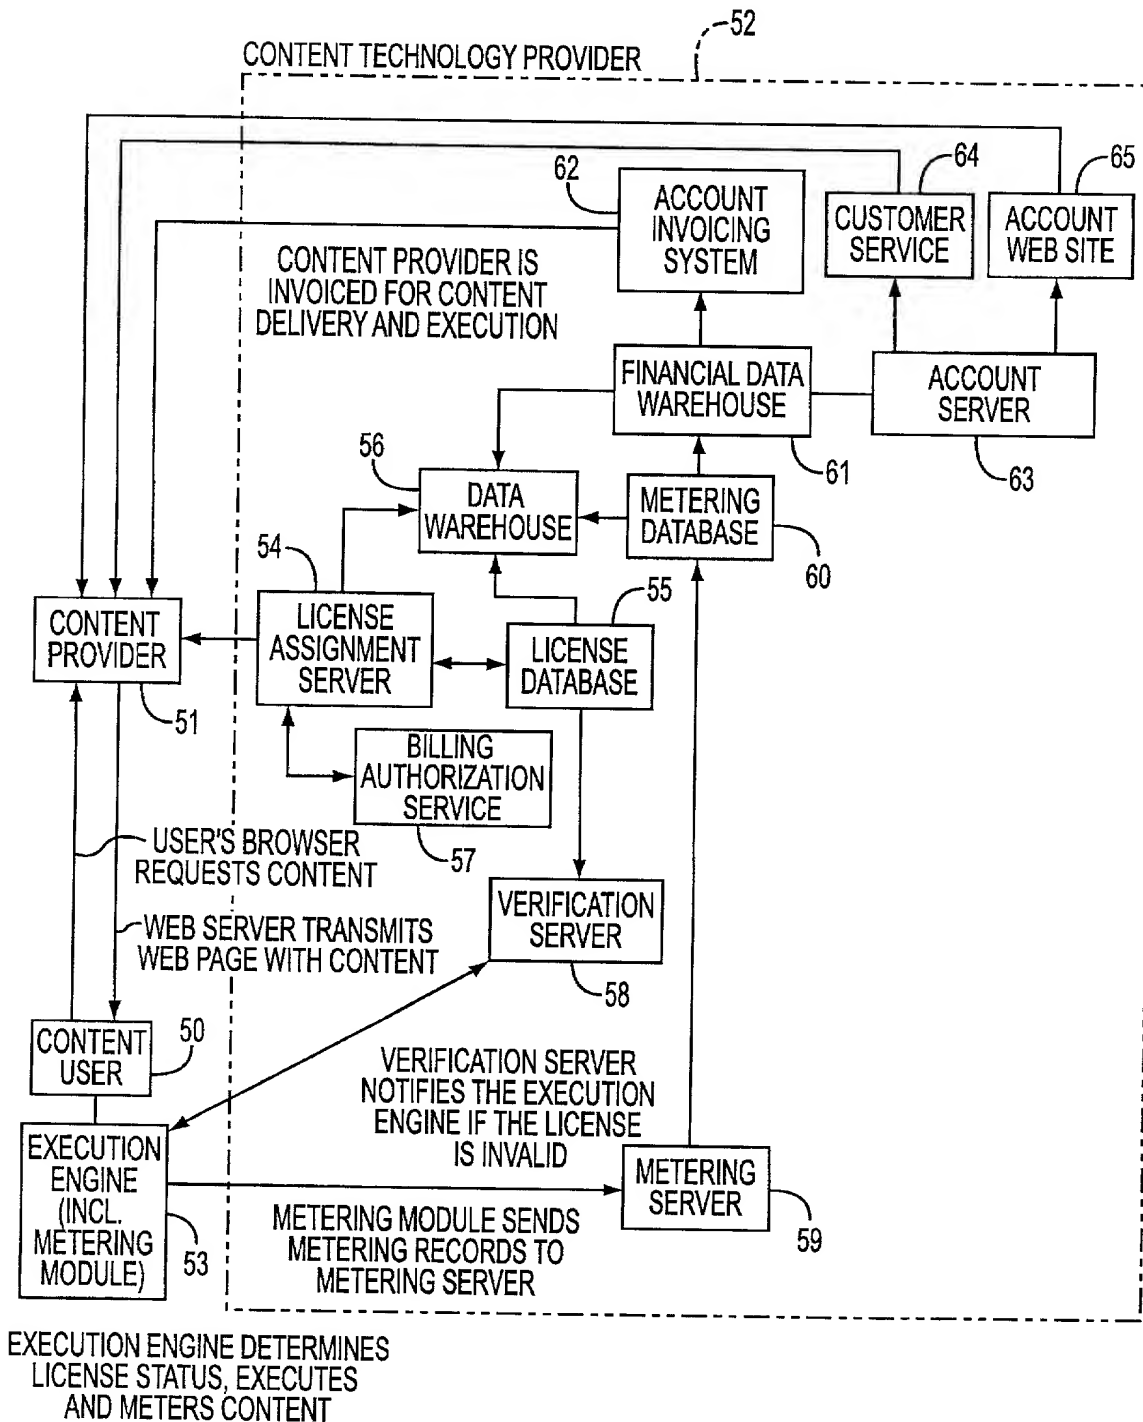 52
CONTENT TECHNOLOGY PROVIDER
62
ACCOUNT
INVOICING
SYSTEM
64
CUSTOMER
SERVICE
65
ACCOUNT
WEB SITE
CONTENT PROVIDER IS
INVOICED FOR CONTENT
DELIVERY AND EXECUTION
FINANCIAL DATA
WAREHOUSE
61
ACCOUNT
SERVER
63
56
DATA
WAREHOUSE
METERING
DATABASE
60
54
LICENSE
ASSIGNMENT
SERVER
55
LICENSE
DATABASE
CONTENT
PROVIDER
51
BILLING
AUTHORIZATION
SERVICE
57
USER'S BROWSER
REQUESTS CONTENT
VERIFICATION
SERVER
58
WEB SERVER TRANSMITS
WEB PAGE WITH CONTENT
50
CONTENT
USER
VERIFICATION SERVER
NOTIFIES THE EXECUTION
ENGINE IF THE LICENSE
IS INVALID
EXECUTION
ENGINE
(INCL.
METERING
MODULE)
53
METERING
SERVER
59
METERING MODULE SENDS
METERING RECORDS TO
METERING SERVER
EXECUTION ENGINE DETERMINES
LICENSE STATUS, EXECUTES
AND METERS CONTENT